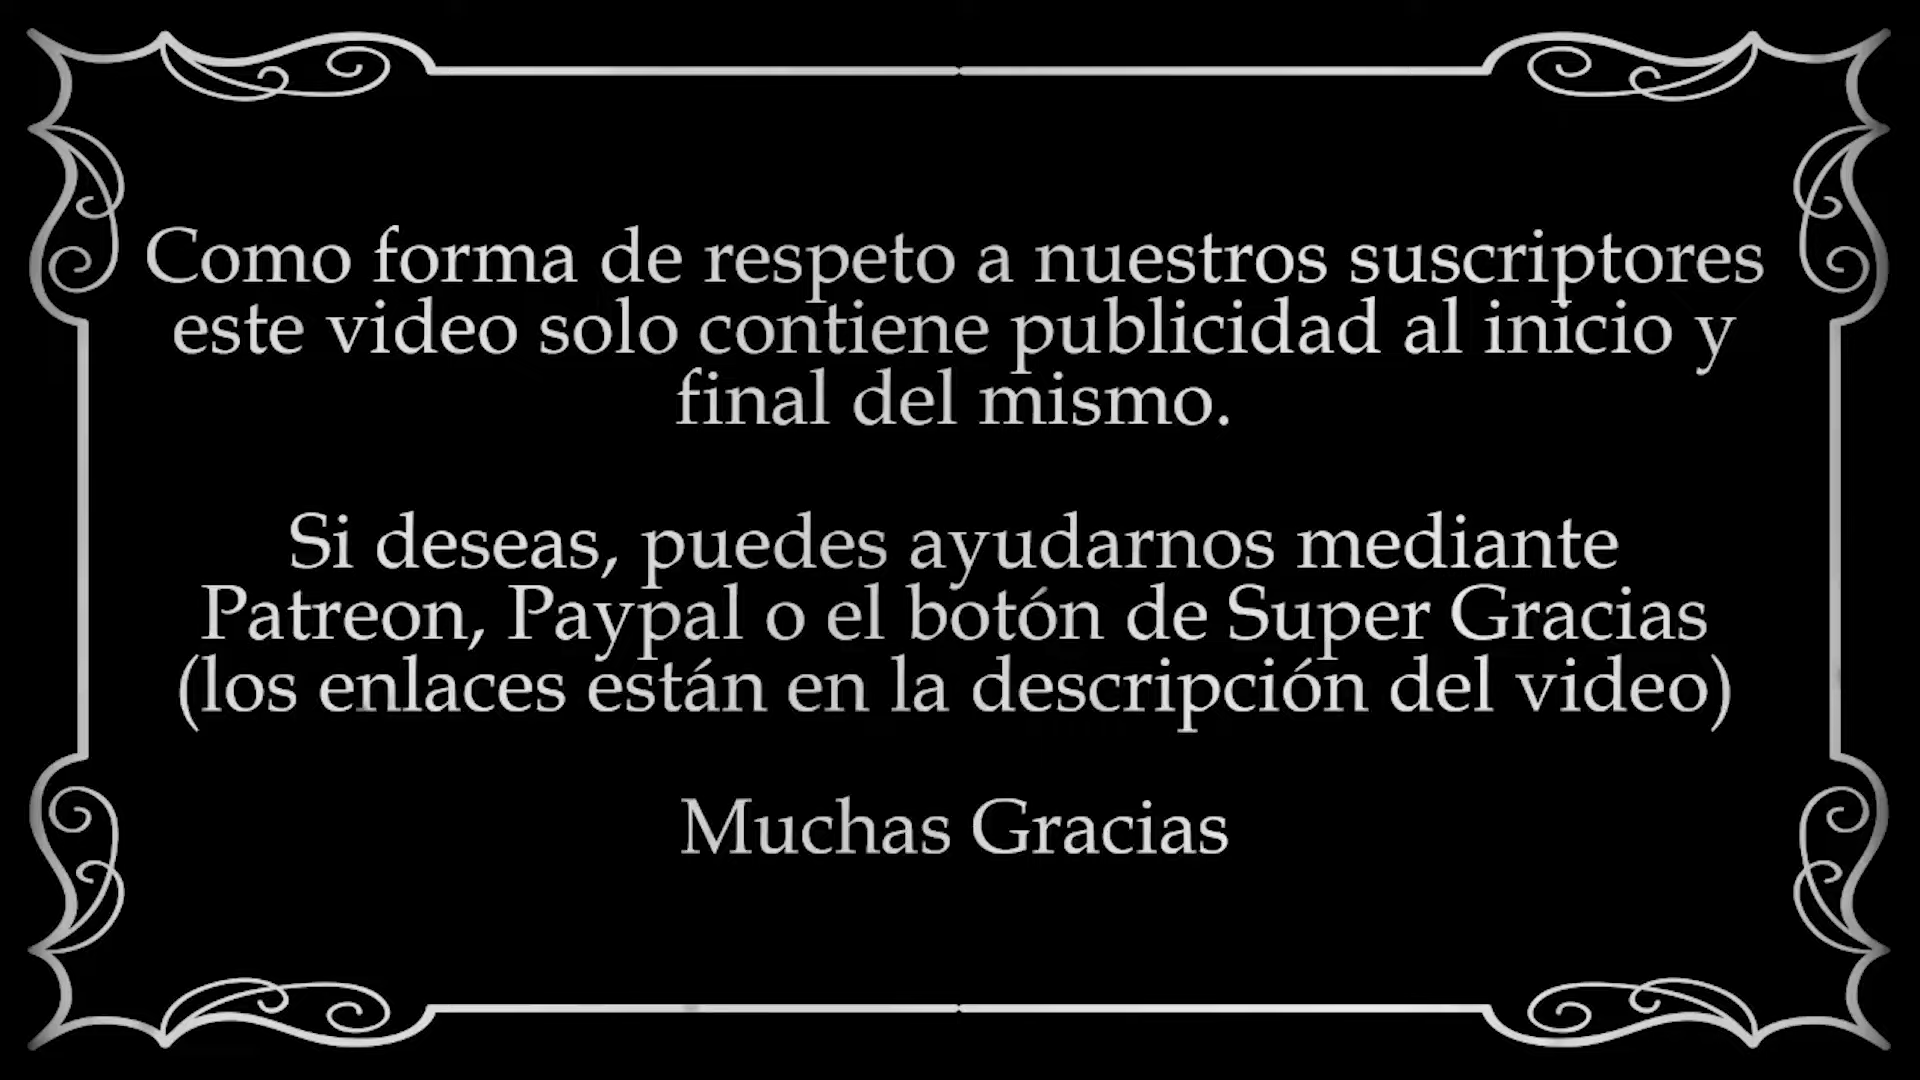 Como forma de respeto a nuestros suscriptores
este video solo contiene publicidad al inicio y
final del mismo.
Si deseas, puedes ayudarnos mediante
Patreon, Paypal o el botón de Super Gracias
(los enlaces están en la descripción del video)
Muchas Gracias